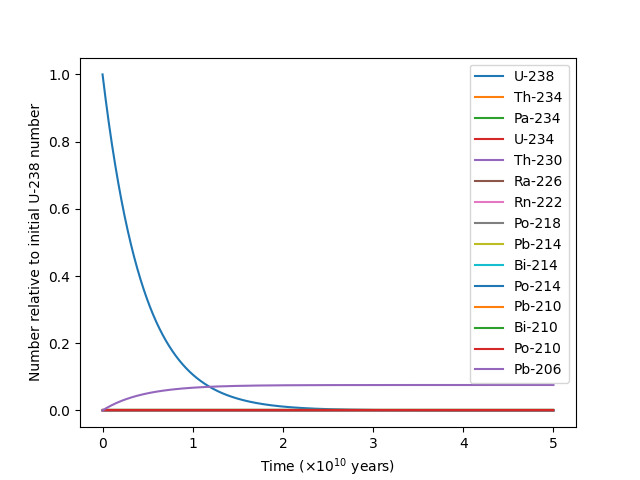 Number relative to initial U-238 number
1.0
0.8
0.6
0.4
0.2
0.0
0
1
2
3
4
5
Time (×10¹⁰ years)
U-238
Th-234
Pa-234
U-234
Th-230
Ra-226
Rn-222
Po-218
Pb-214
Bi-214
Po-214
Pb-210
Bi-210
Po-210
Pb-206